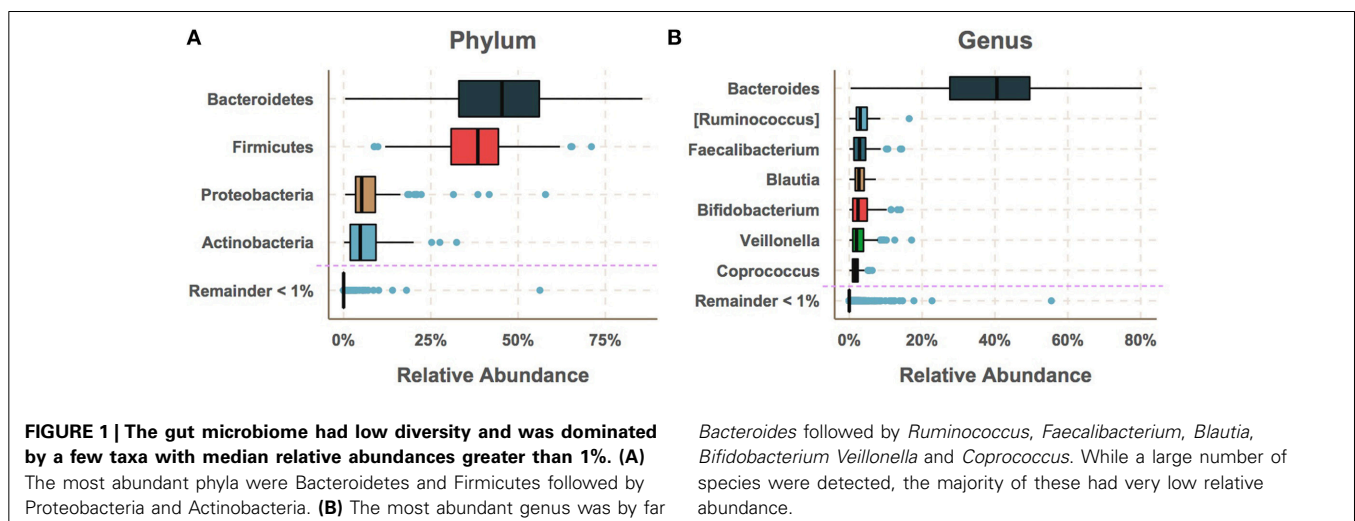 A
Phylum
Bacteroidetes
Firmicutes
Proteobacteria
Actinobacteria
Remainder < 1%
0% 25% 50% 75%
Relative Abundance
B
Genus
Bacteroides
[Ruminococcus]
Faecalibacterium
Blautia
Bifidobacterium
Veillonella
Coprococcus
Remainder < 1%
0% 20% 40% 60% 80%
Relative Abundance
FIGURE 1 | The gut microbiome had low diversity and was dominated
by a few taxa with median relative abundances greater than 1%. (A)
The most abundant phyla were Bacteroidetes and Firmicutes followed by
Proteobacteria and Actinobacteria. (B) The most abundant genus was by far
Bacteroides followed by Ruminococcus, Faecalibacterium, Blautia,
Bifidobacterium Veillonella and Coprococcus. While a large number of
species were detected, the majority of these had very low relative
abundance.